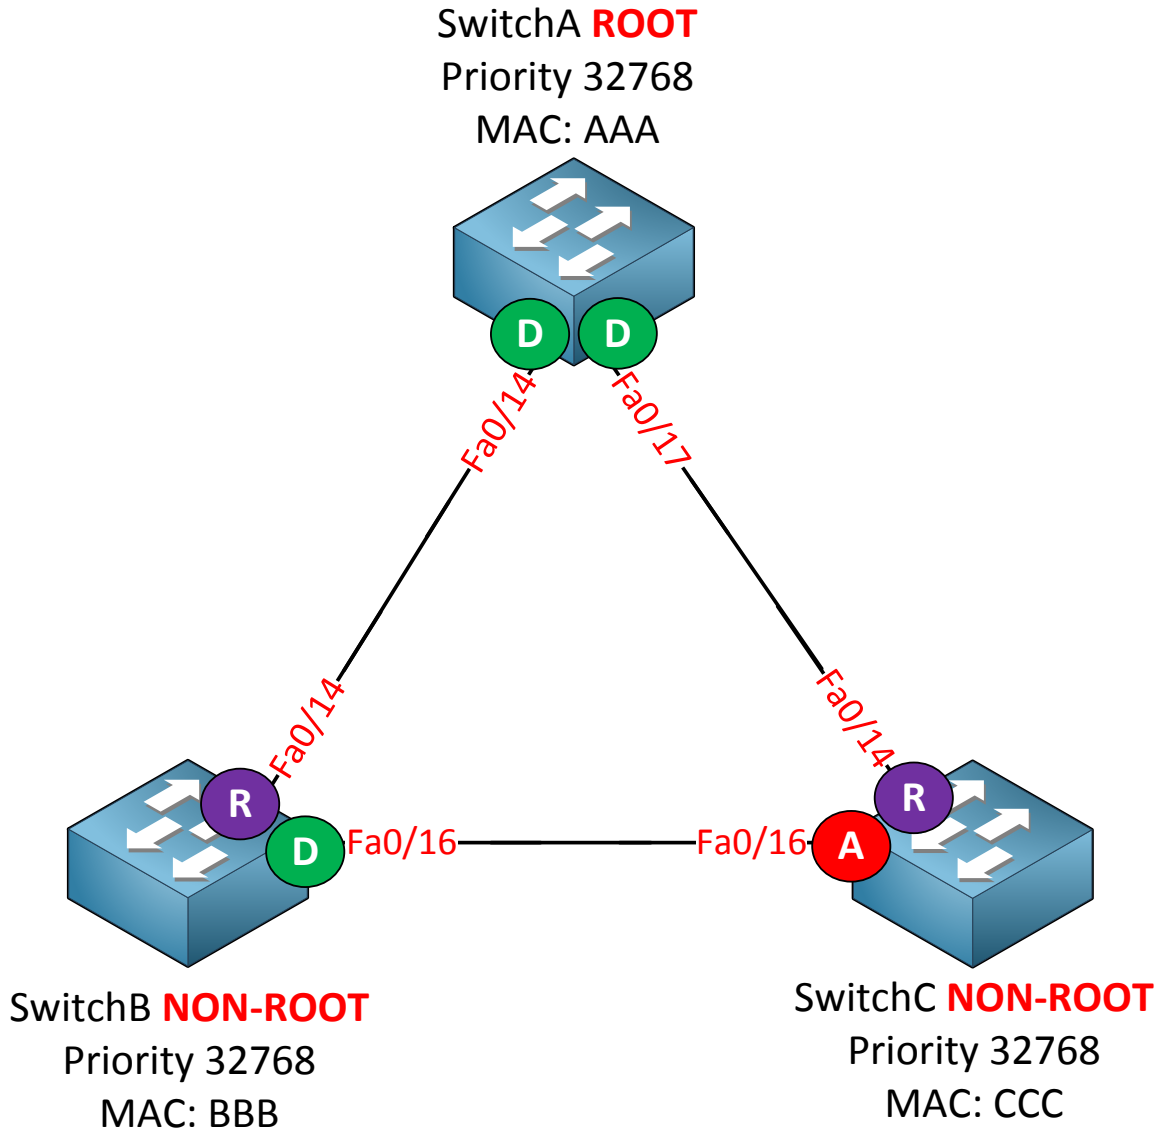 SwitchA ROOT
Priority 32768
MAC: AAA
D
D
Fa0/14
Fa0/17
Fa0/14
Fa0/14
R
R
D
Fa0/16
Fa0/16
A
SwitchB NON-ROOT
Priority 32768
MAC: BBB
SwitchC NON-ROOT
Priority 32768
MAC: CCC